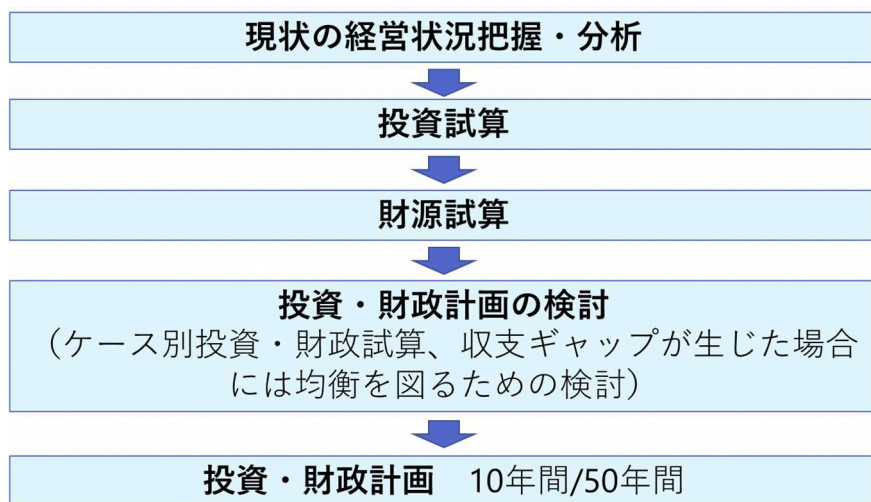 現状の経営状況把握・分析
投資試算
財源試算
投資・財政計画の検討
（ケース別投資・財政試算、収支ギャップが生じた場合
には均衡を図るための検討）
投資・財政計画　10年間/50年間